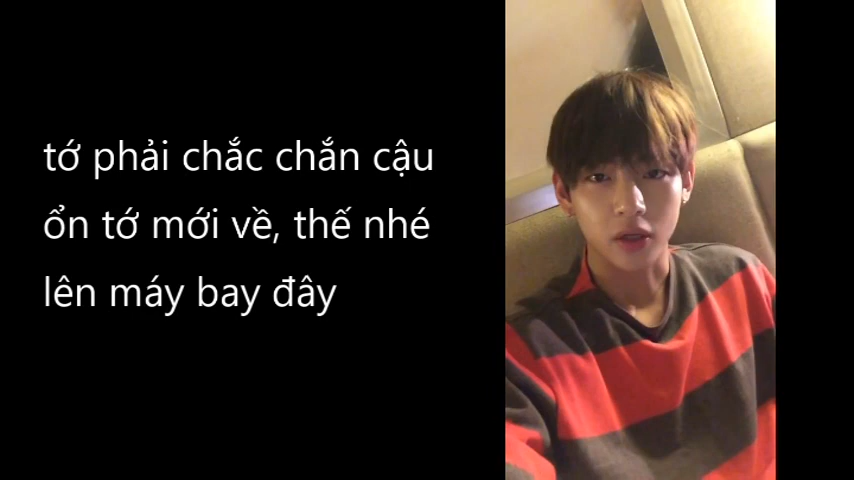 tớ phải chắc chắn cậu
ổn tớ mới về, thế nhé
lên máy bay đây